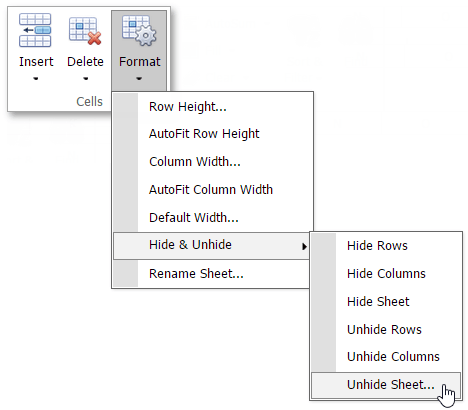 Insert Delete Format
Cells
Row Height...
AutoFit Row Height
Column Width...
AutoFit Column Width
Default Width...
Hide & Unhide
Rename Sheet...
Hide Rows
Hide Columns
Hide Sheet
Unhide Rows
Unhide Columns
Unhide Sheet...